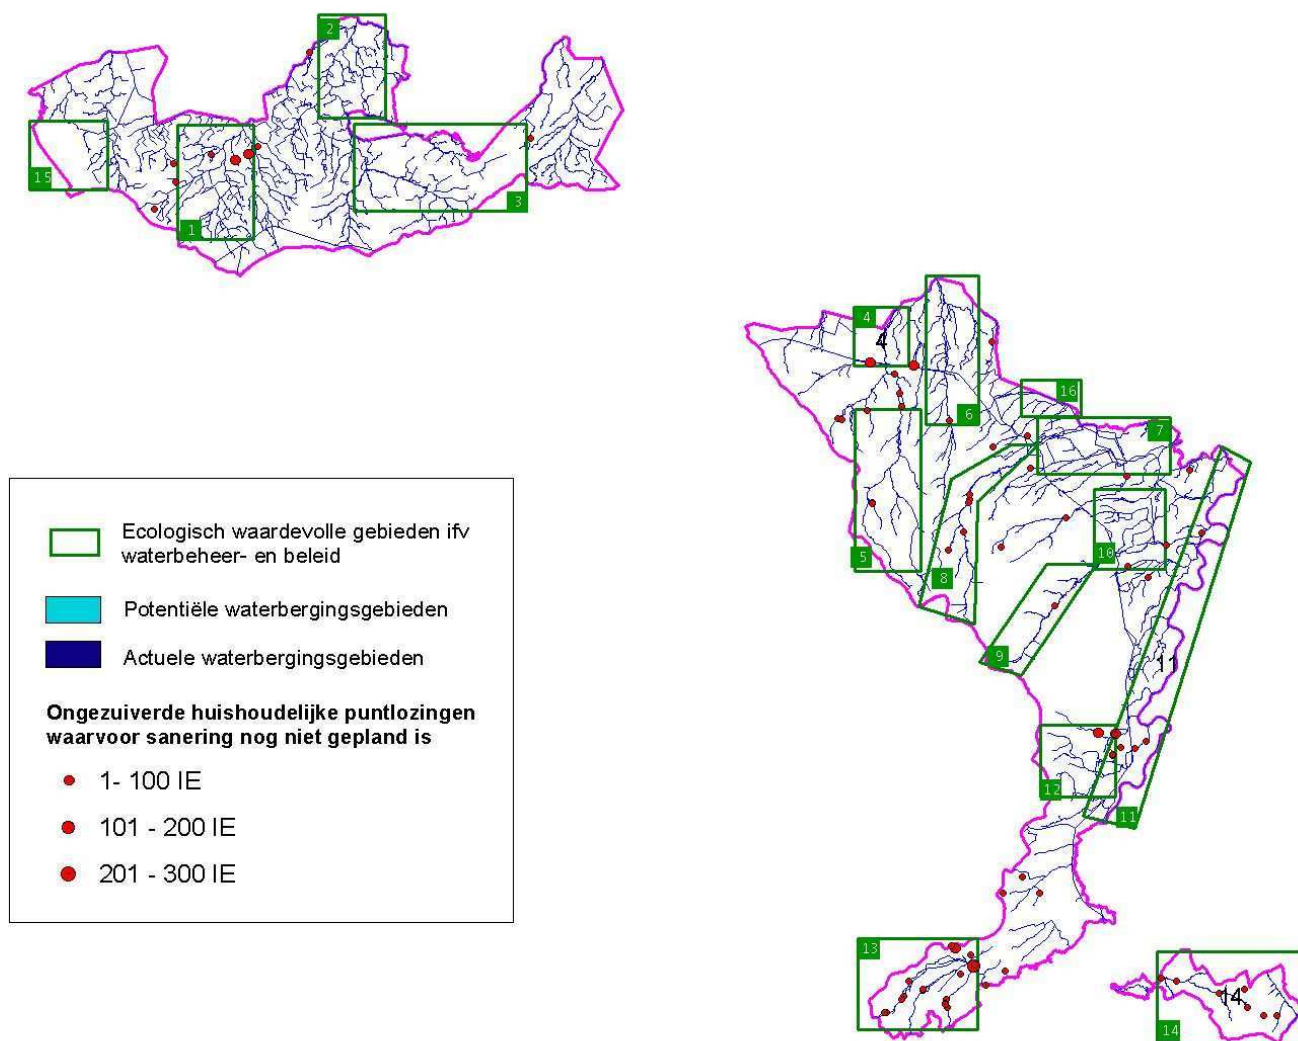 2
15
1
3
4
4
6
16
7
5
8
10
9
11
12
11
13
14
14
Ecologisch waardevolle gebieden ifv
waterbeheer- en beleid
Potentiële waterbergingsgebieden
Actuele waterbergingsgebieden
Ongezuiverde huishoudelijke puntlozingen
waarvoor sanering nog niet gepland is
1- 100 IE
101 - 200 IE
201 - 300 IE